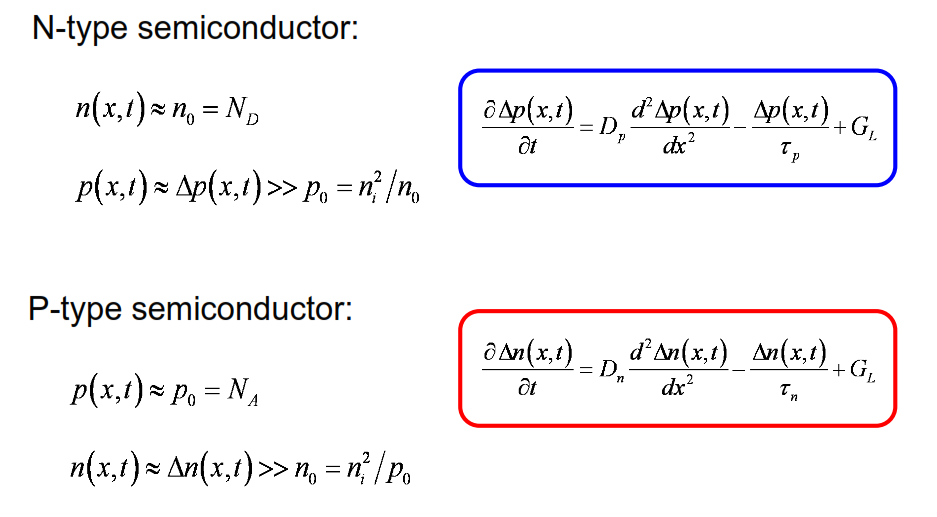 N-type semiconductor:
n(x,t) ≈ n₀ = N_D
∂Δp(x,t)/∂t = D_p d²Δp(x,t)/dx² − Δp(x,t)/τ_p + G_L
p(x,t) ≈ Δp(x,t) >> p₀ = n_i²/n₀
P-type semiconductor:
∂Δn(x,t)/∂t = D_n d²Δn(x,t)/dx² − Δn(x,t)/τ_n + G_L
p(x,t) ≈ p₀ = N_A
n(x,t) ≈ Δn(x,t) >> n₀ = n_i²/p₀